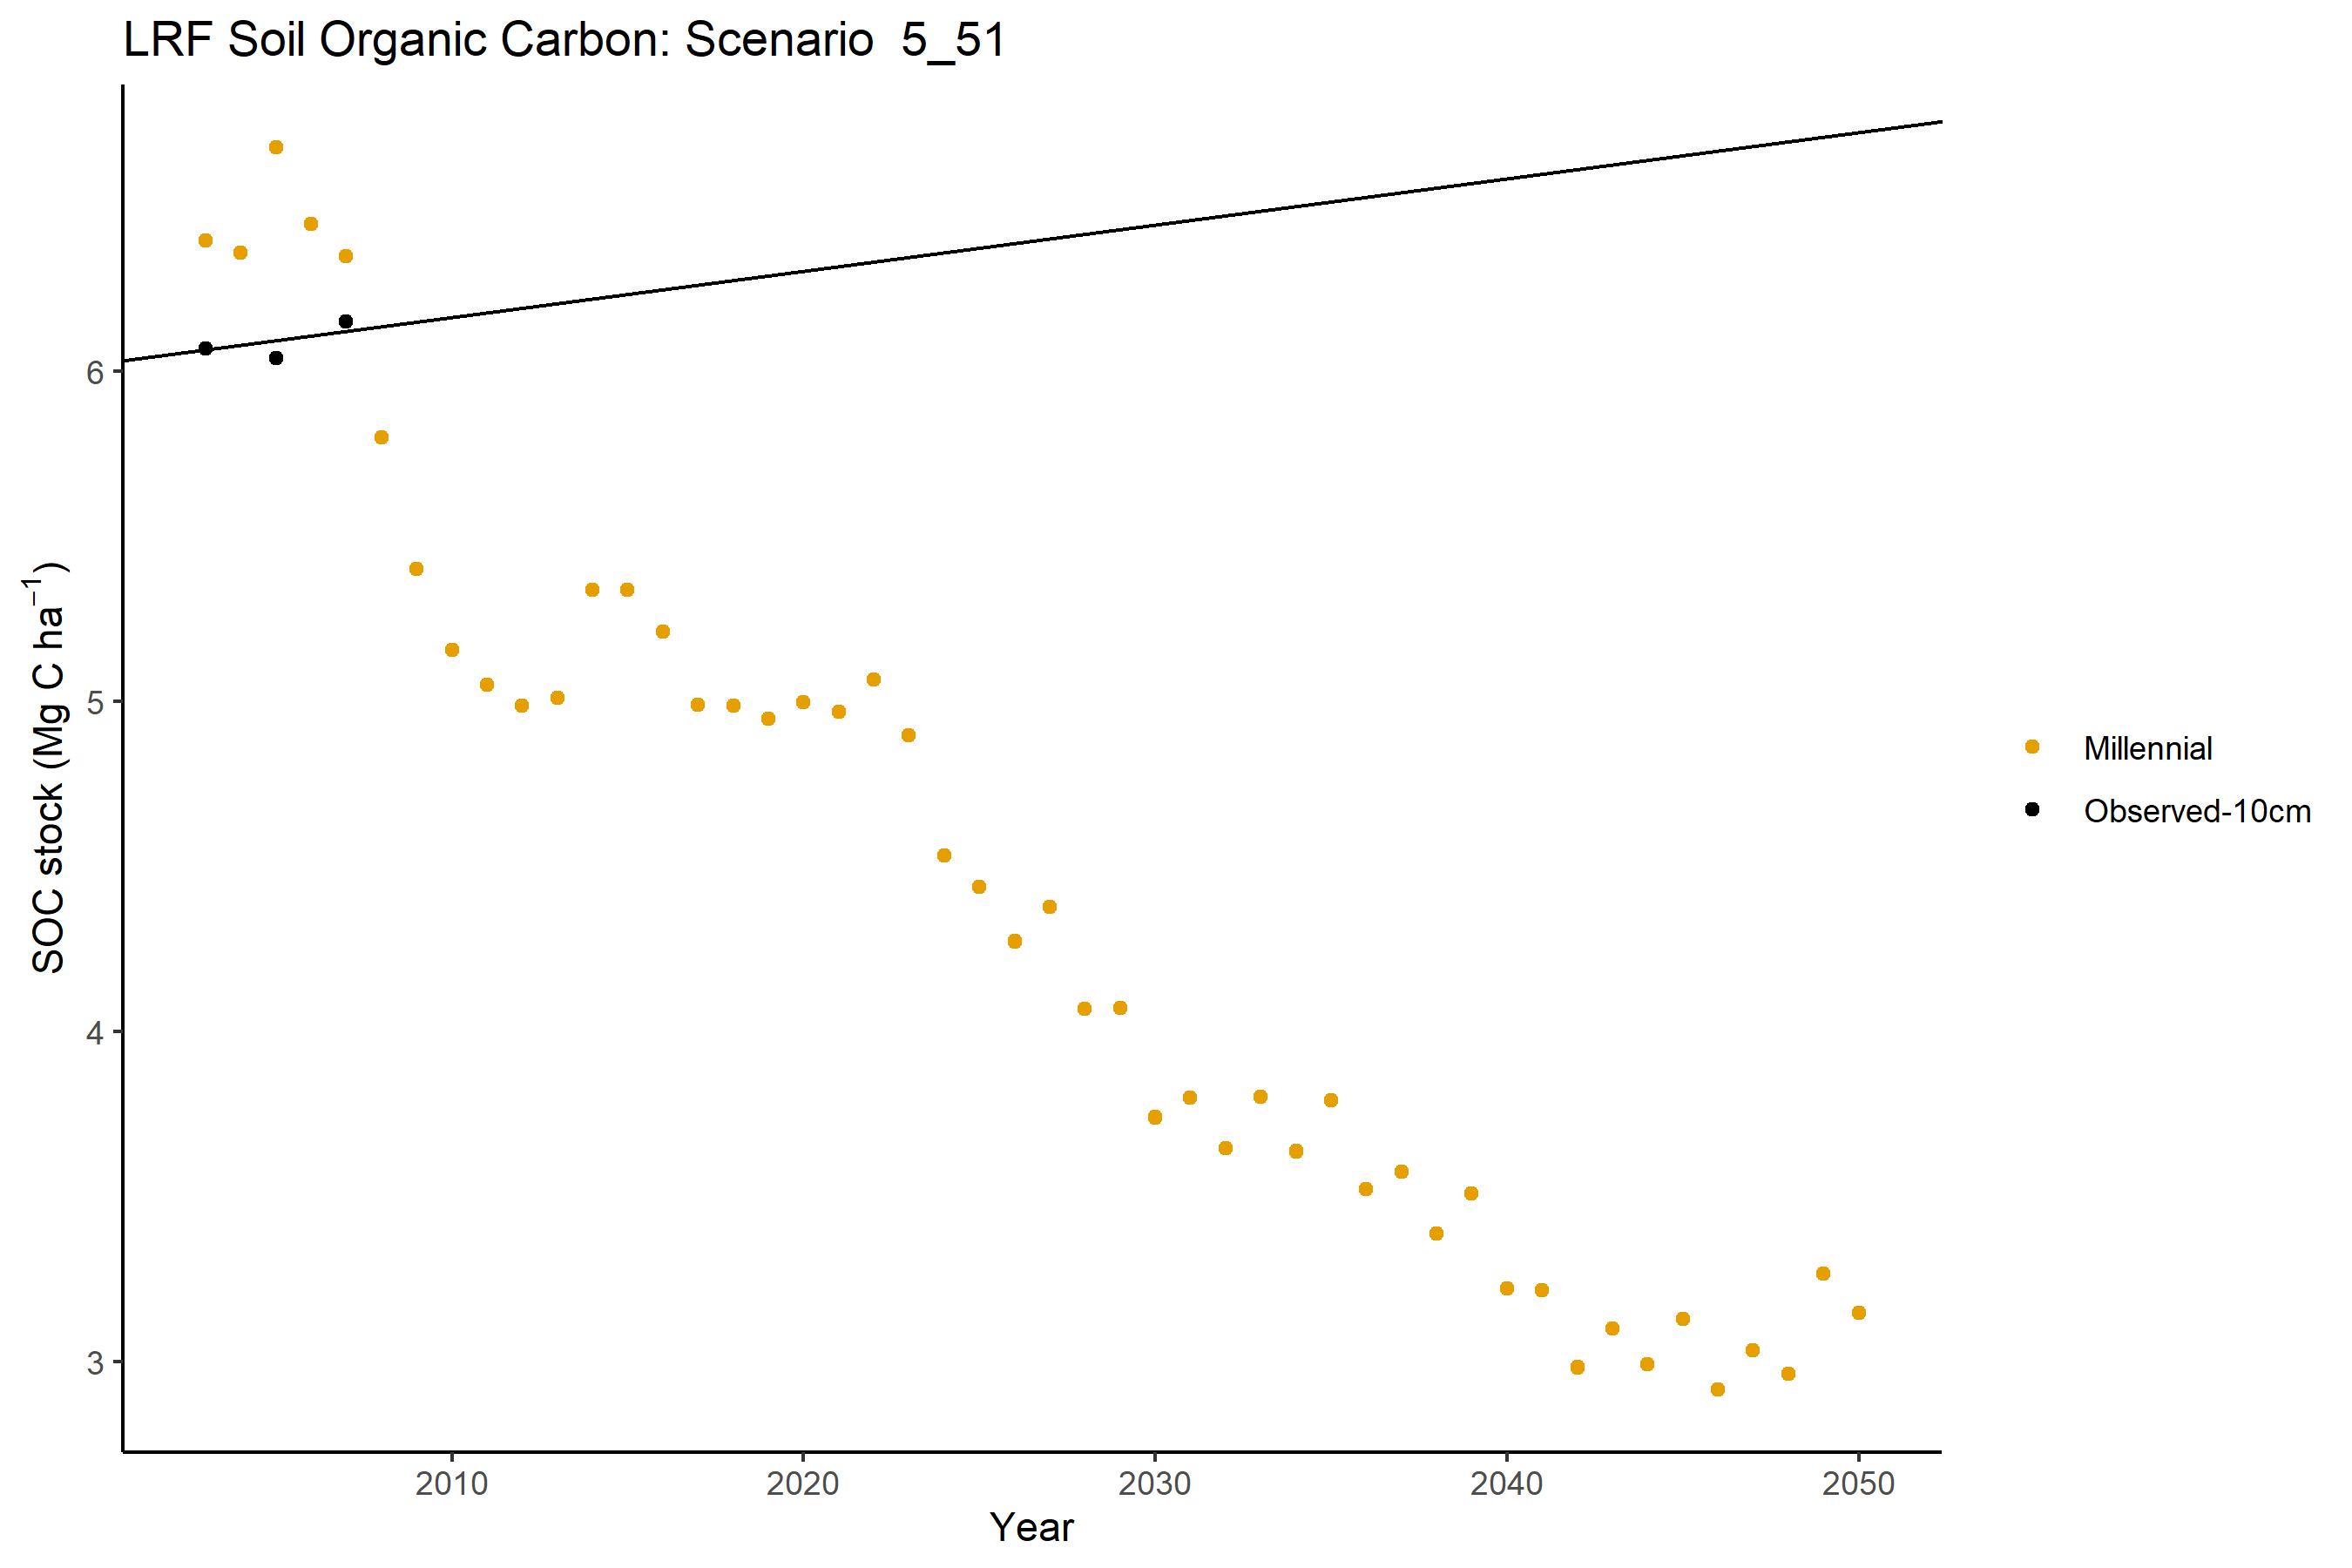 LRF Soil Organic Carbon: Scenario  5_51
SOC stock (Mg C ha⁻¹)
6
5
4
3
2010
2020
2030
2040
2050
Year
Millennial
Observed-10cm